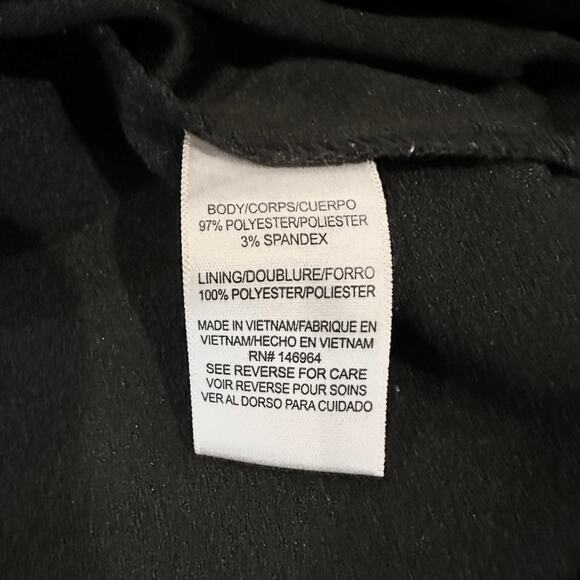 BODY/CORPS/CUERPO
97% POLYESTER/POLIESTER
3% SPANDEX
LINING/DOUBLURE/FORRO
100% POLYESTER/POLIESTER
MADE IN VIETNAM/FABRIQUE EN
VIETNAM/HECHO EN VIETNAM
RN# 146964
SEE REVERSE FOR CARE
VOIR REVERSE POUR SOINS
VER AL DORSO PARA CUIDADO